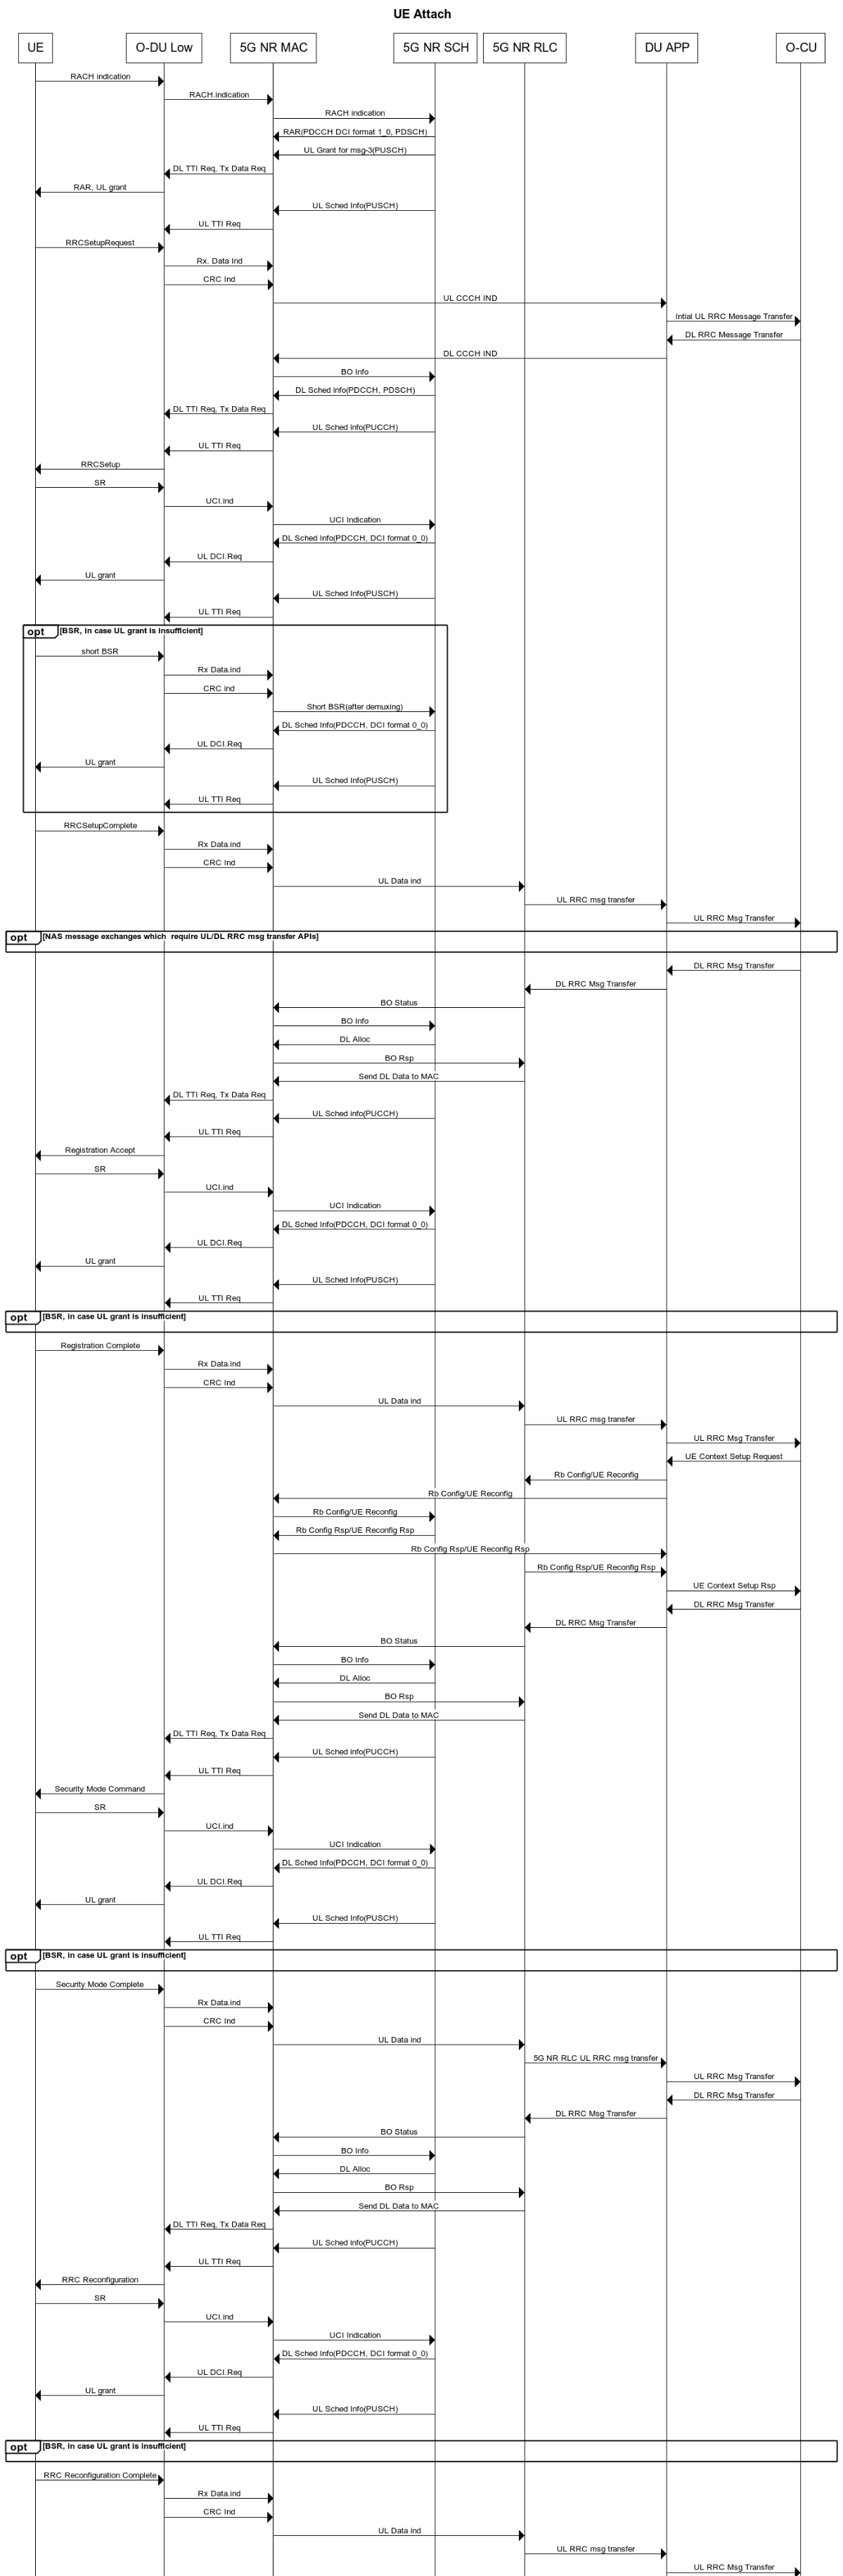 UE Attach
UE
O-DU Low
5G NR MAC
5G NR SCH
5G NR RLC
DU APP
O-CU
RACH indication
RACH.indication
RACH indication
RAR(PDCCH DCI format 1_0, PDSCH)
UL Grant for msg-3(PUSCH)
DL TTI Req, Tx Data Req
RAR, UL grant
UL Sched Info(PUSCH)
UL TTI Req
RRCSetupRequest
Rx. Data Ind
CRC Ind
UL CCCH IND
Intial UL RRC Message Transfer
DL RRC Message Transfer
DL CCCH IND
BO Info
DL Sched info(PDCCH, PDSCH)
DL TTI Req, Tx Data Req
UL Sched info(PUCCH)
UL TTI Req
RRCSetup
SR
UCI.ind
UCI Indication
DL Sched Info(PDCCH, DCI format 0_0)
UL DCI.Req
UL grant
UL Sched Info(PUSCH)
UL TTI Req
opt [BSR, in case UL grant is insufficient]
short BSR
Rx Data.ind
CRC ind
Short BSR(after demuxing)
DL Sched Info(PDCCH, DCI format 0_0)
UL DCI.Req
UL grant
UL Sched Info(PUSCH)
UL TTI Req
RRCSetupComplete
Rx Data.ind
CRC Ind
UL Data ind
UL RRC msg transfer
UL RRC Msg Transfer
opt [NAS message exchanges which require UL/DL RRC msg transfer APIs]
DL RRC Msg Transfer
DL RRC Msg Transfer
BO Status
BO Info
DL Alloc
BO Rsp
Send DL Data to MAC
DL TTI Req, Tx Data Req
UL Sched info(PUCCH)
UL TTI Req
Registration Accept
SR
UCI.ind
UCI Indication
DL Sched Info(PDCCH, DCI format 0_0)
UL DCI.Req
UL grant
UL Sched Info(PUSCH)
UL TTI Req
opt [BSR, in case UL grant is insufficient]
Registration Complete
Rx Data.ind
CRC Ind
UL Data ind
UL RRC msg transfer
UL RRC Msg Transfer
UE Context Setup Request
Rb Config/UE Reconfig
Rb Config/UE Reconfig
Rb Config/UE Reconfig
Rb Config Rsp/UE Reconfig Rsp
Rb Config Rsp/UE Reconfig Rsp
Rb Config Rsp/UE Reconfig Rsp
UE Context Setup Rsp
DL RRC Msg Transfer
DL RRC Msg Transfer
BO Status
BO Info
DL Alloc
BO Rsp
Send DL Data to MAC
DL TTI Req, Tx Data Req
UL Sched info(PUCCH)
UL TTI Req
Security Mode Command
SR
UCI.ind
UCI Indication
DL Sched Info(PDCCH, DCI format 0_0)
UL DCI.Req
UL grant
UL Sched Info(PUSCH)
UL TTI Req
opt [BSR, in case UL grant is insufficient]
Security Mode Complete
Rx Data.ind
CRC Ind
UL Data ind
5G NR RLC UL RRC msg transfer
UL RRC Msg Transfer
DL RRC Msg Transfer
DL RRC Msg Transfer
BO Status
BO Info
DL Alloc
BO Rsp
Send DL Data to MAC
DL TTI Req, Tx Data Req
UL Sched info(PUCCH)
UL TTI Req
RRC Reconfiguration
SR
UCI.ind
UCI Indication
DL Sched Info(PDCCH, DCI format 0_0)
UL DCI.Req
UL grant
UL Sched Info(PUSCH)
UL TTI Req
opt [BSR, in case UL grant is insufficient]
RRC Reconfiguration Complete
Rx Data.ind
CRC Ind
UL Data ind
UL RRC msg transfer
UL RRC Msg Transfer